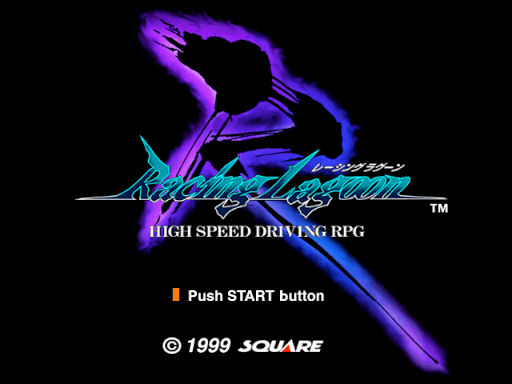 レーシングラグーン
Racing Lagoon TM
HIGH SPEED DRIVING RPG
Push START button
© 1999 SQUARE